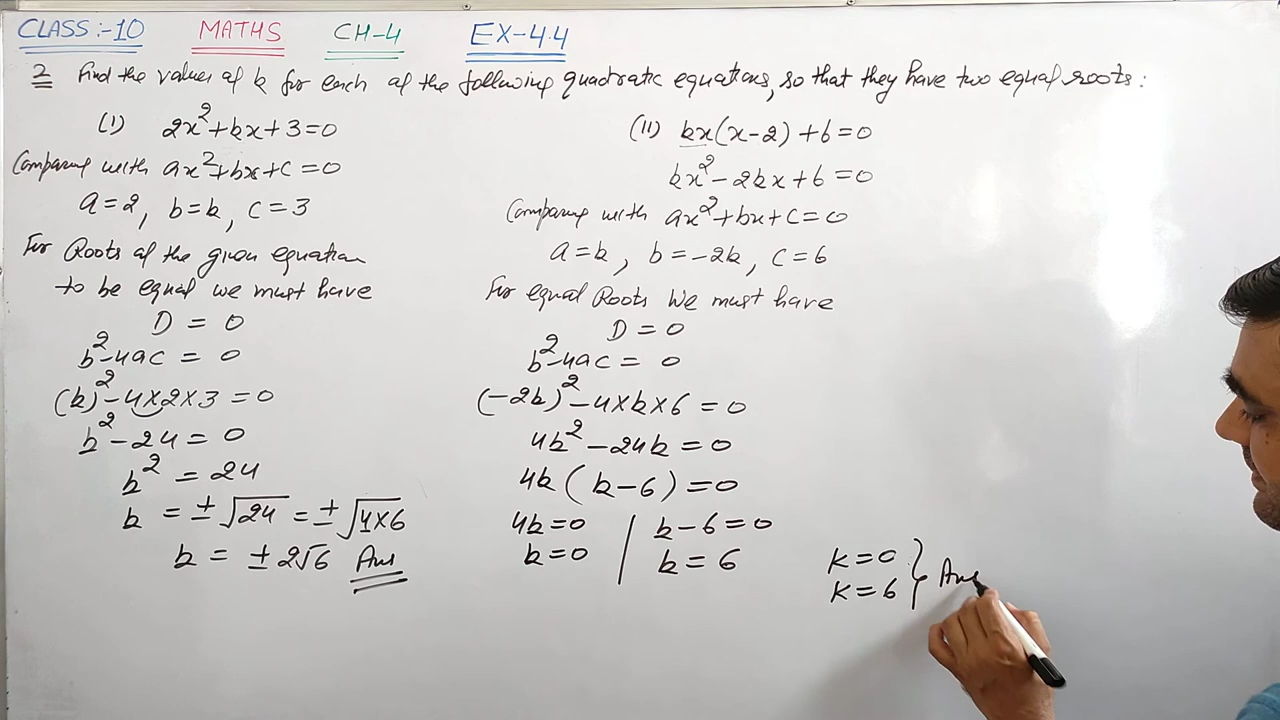 CLASS:-10 MATHS CH-4 EX-4.4
2 Find the values of k for each of the following quadratic equations, so that they have two equal roots:
(I) 2x²+kx+3=0
Comparing with ax²+bx+c=0
a=2, b=k, c=3
For Roots of the given equation
to be equal we must have
D = 0
b²-4ac = 0
(k)²-4×2×3=0
k²-24=0
k²=24
k = ±√24 = ±√4×6
k = ±2√6 Ans
(II) kx(x-2)+6=0
kx²-2kx+6=0
Comparing with ax²+bx+c=0
a=k, b=-2k, c=6
For equal Roots We must have
D=0
b²-4ac = 0
(-2k)²-4×k×6=0
4k²-24k=0
4k(k-6)=0
4k=0 | k-6=0
k=0 | k=6
k=0
k=6 } Ans